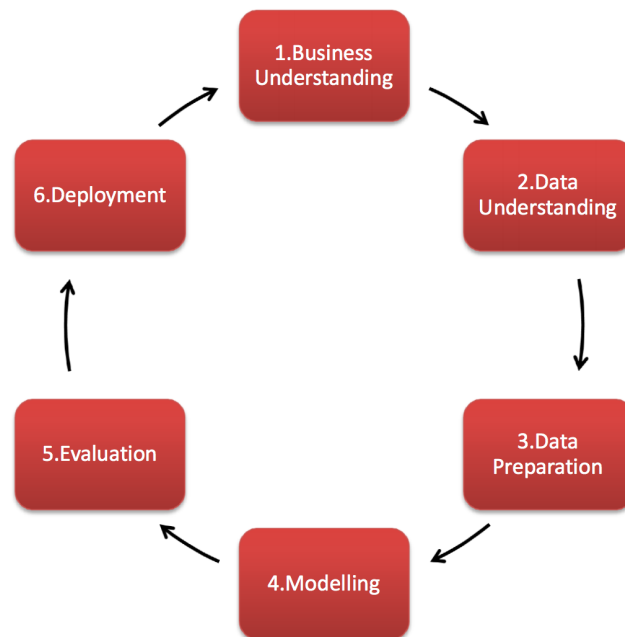 1.Business
Understanding
2.Data
Understanding
3.Data
Preparation
4.Modelling
5.Evaluation
6.Deployment